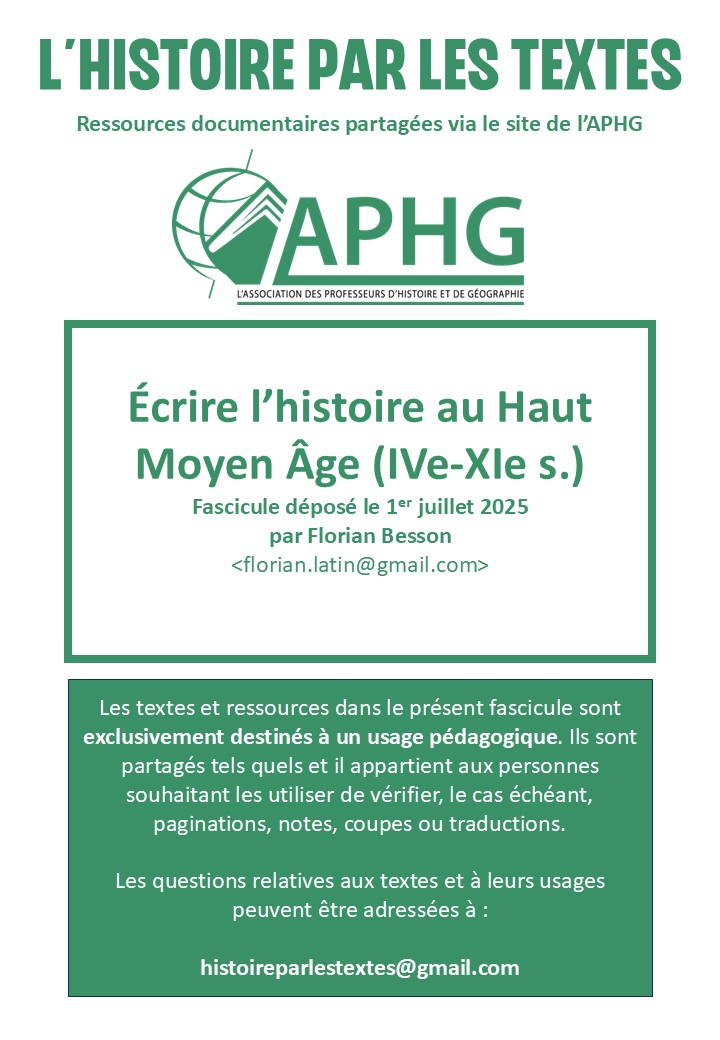 L'HISTOIRE PAR LES TEXTES
Ressources documentaires partagées via le site de l'APHG
APHG
L'ASSOCIATION DES PROFESSEURS D'HISTOIRE ET DE GÉOGRAPHIE
Écrire l'histoire au Haut
Moyen Âge (IVe-XIe s.)
Fascicule déposé le 1er juillet 2025
par Florian Besson
<florian.latin@gmail.com>
Les textes et ressources dans le présent fascicule sont
exclusivement destinés à un usage pédagogique. Ils sont
partagés tels quels et il appartient aux personnes
souhaitant les utiliser de vérifier, le cas échéant,
paginations, notes, coupes ou traductions.
Les questions relatives aux textes et à leurs usages
peuvent être adressées à :
histoireparlestextes@gmail.com